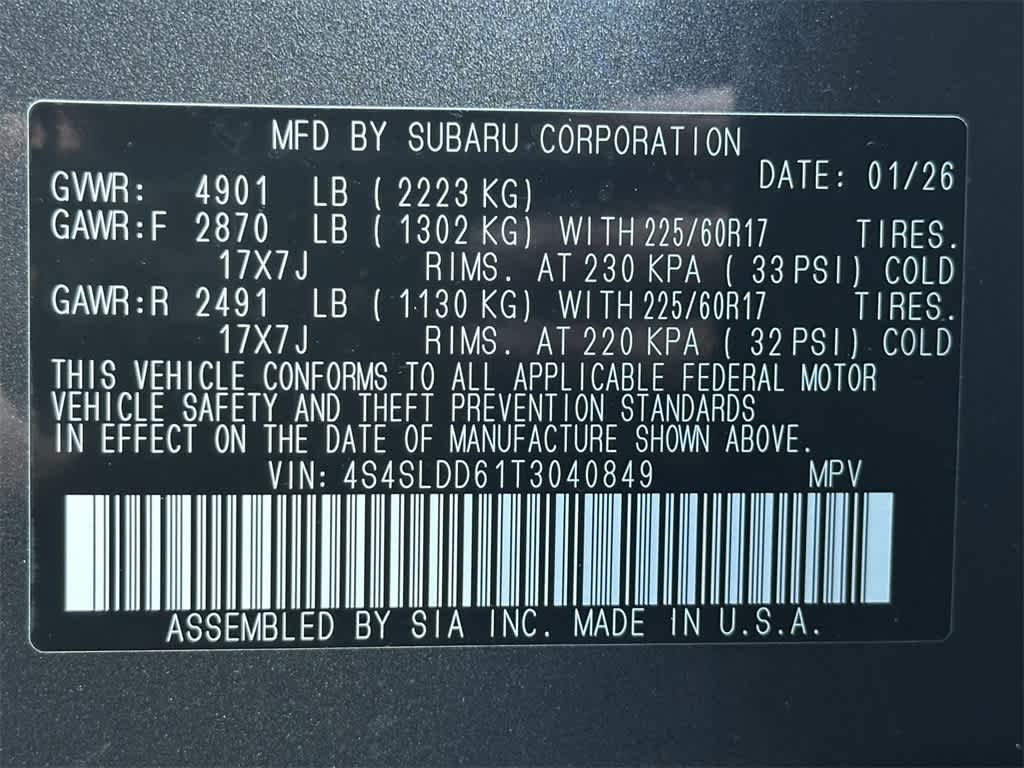 MFD BY SUBARU CORPORATION
DATE: 01/26
GVWR: 4901 LB ( 2223 KG)
GAWR:F 2870 LB ( 1302 KG) WITH 225/60R17 TIRES.
17X7J RIMS. AT 230 KPA ( 33 PSI) COLD
GAWR:R 2491 LB ( 1130 KG) WITH 225/60R17 TIRES.
17X7J RIMS. AT 220 KPA ( 32 PSI) COLD
THIS VEHICLE CONFORMS TO ALL APPLICABLE FEDERAL MOTOR
VEHICLE SAFETY AND THEFT PREVENTION STANDARDS
IN EFFECT ON THE DATE OF MANUFACTURE SHOWN ABOVE.
VIN: 4S4SLDD61T3040849 MPV
ASSEMBLED BY SIA INC. MADE IN U.S.A.